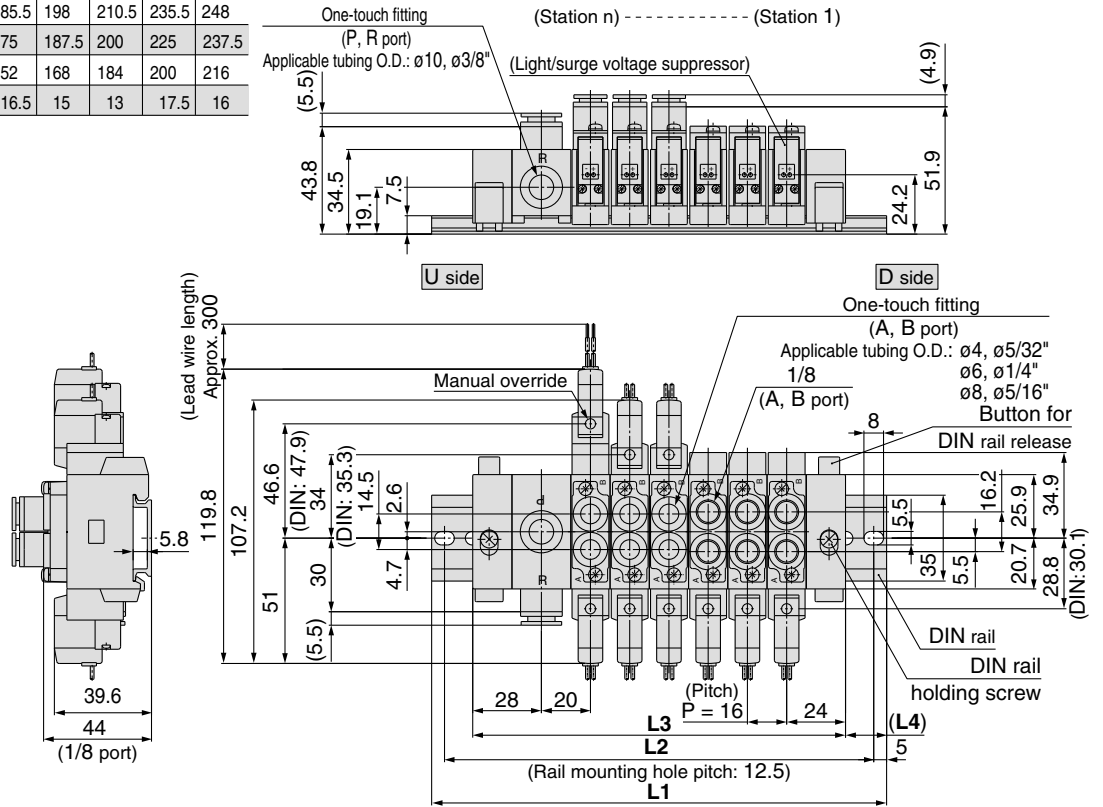 85.5 198 210.5 235.5 248
75 187.5 200 225 237.5
52 168 184 200 216
16.5 15 13 17.5 16
One-touch fitting
(P, R port)
Applicable tubing O.D.: ø10, ø3/8"
(Station n) (Station 1)
(Light/surge voltage suppressor)
(5.5)
43.8
34.5
19.1
7.5
R
(4.9)
51.9
24.2
U side
D side
One-touch fitting
(A, B port)
Applicable tubing O.D.: ø4, ø5/32"
ø6, ø1/4"
ø8, ø5/16"
1/8
(A, B port)
Button for
DIN rail release
Manual override
(Lead wire length)
Approx. 300
119.8
107.2
46.6
(DIN: 47.9)
34
(DIN: 35.3)
14.5
2.6
4.7
30
51
(5.5)
P
R
B B B B B B
A A A A A A
8
5.5
16.2
25.9
34.9
35
5.5
20.7
28.8
(DIN:30.1)
DIN rail
DIN rail
holding screw
5.8
39.6
44
(1/8 port)
28
20
(Pitch)
P = 16
24
L3
(L4)
L2
5
(Rail mounting hole pitch: 12.5)
L1